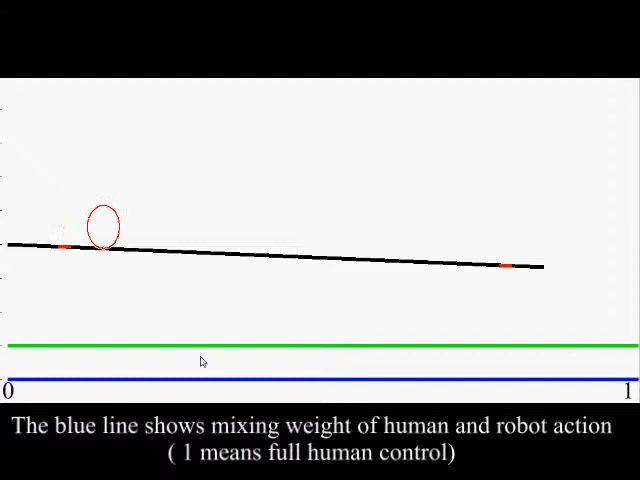 0 1
The blue line shows mixing weight of human and robot action
( 1 means full human control)